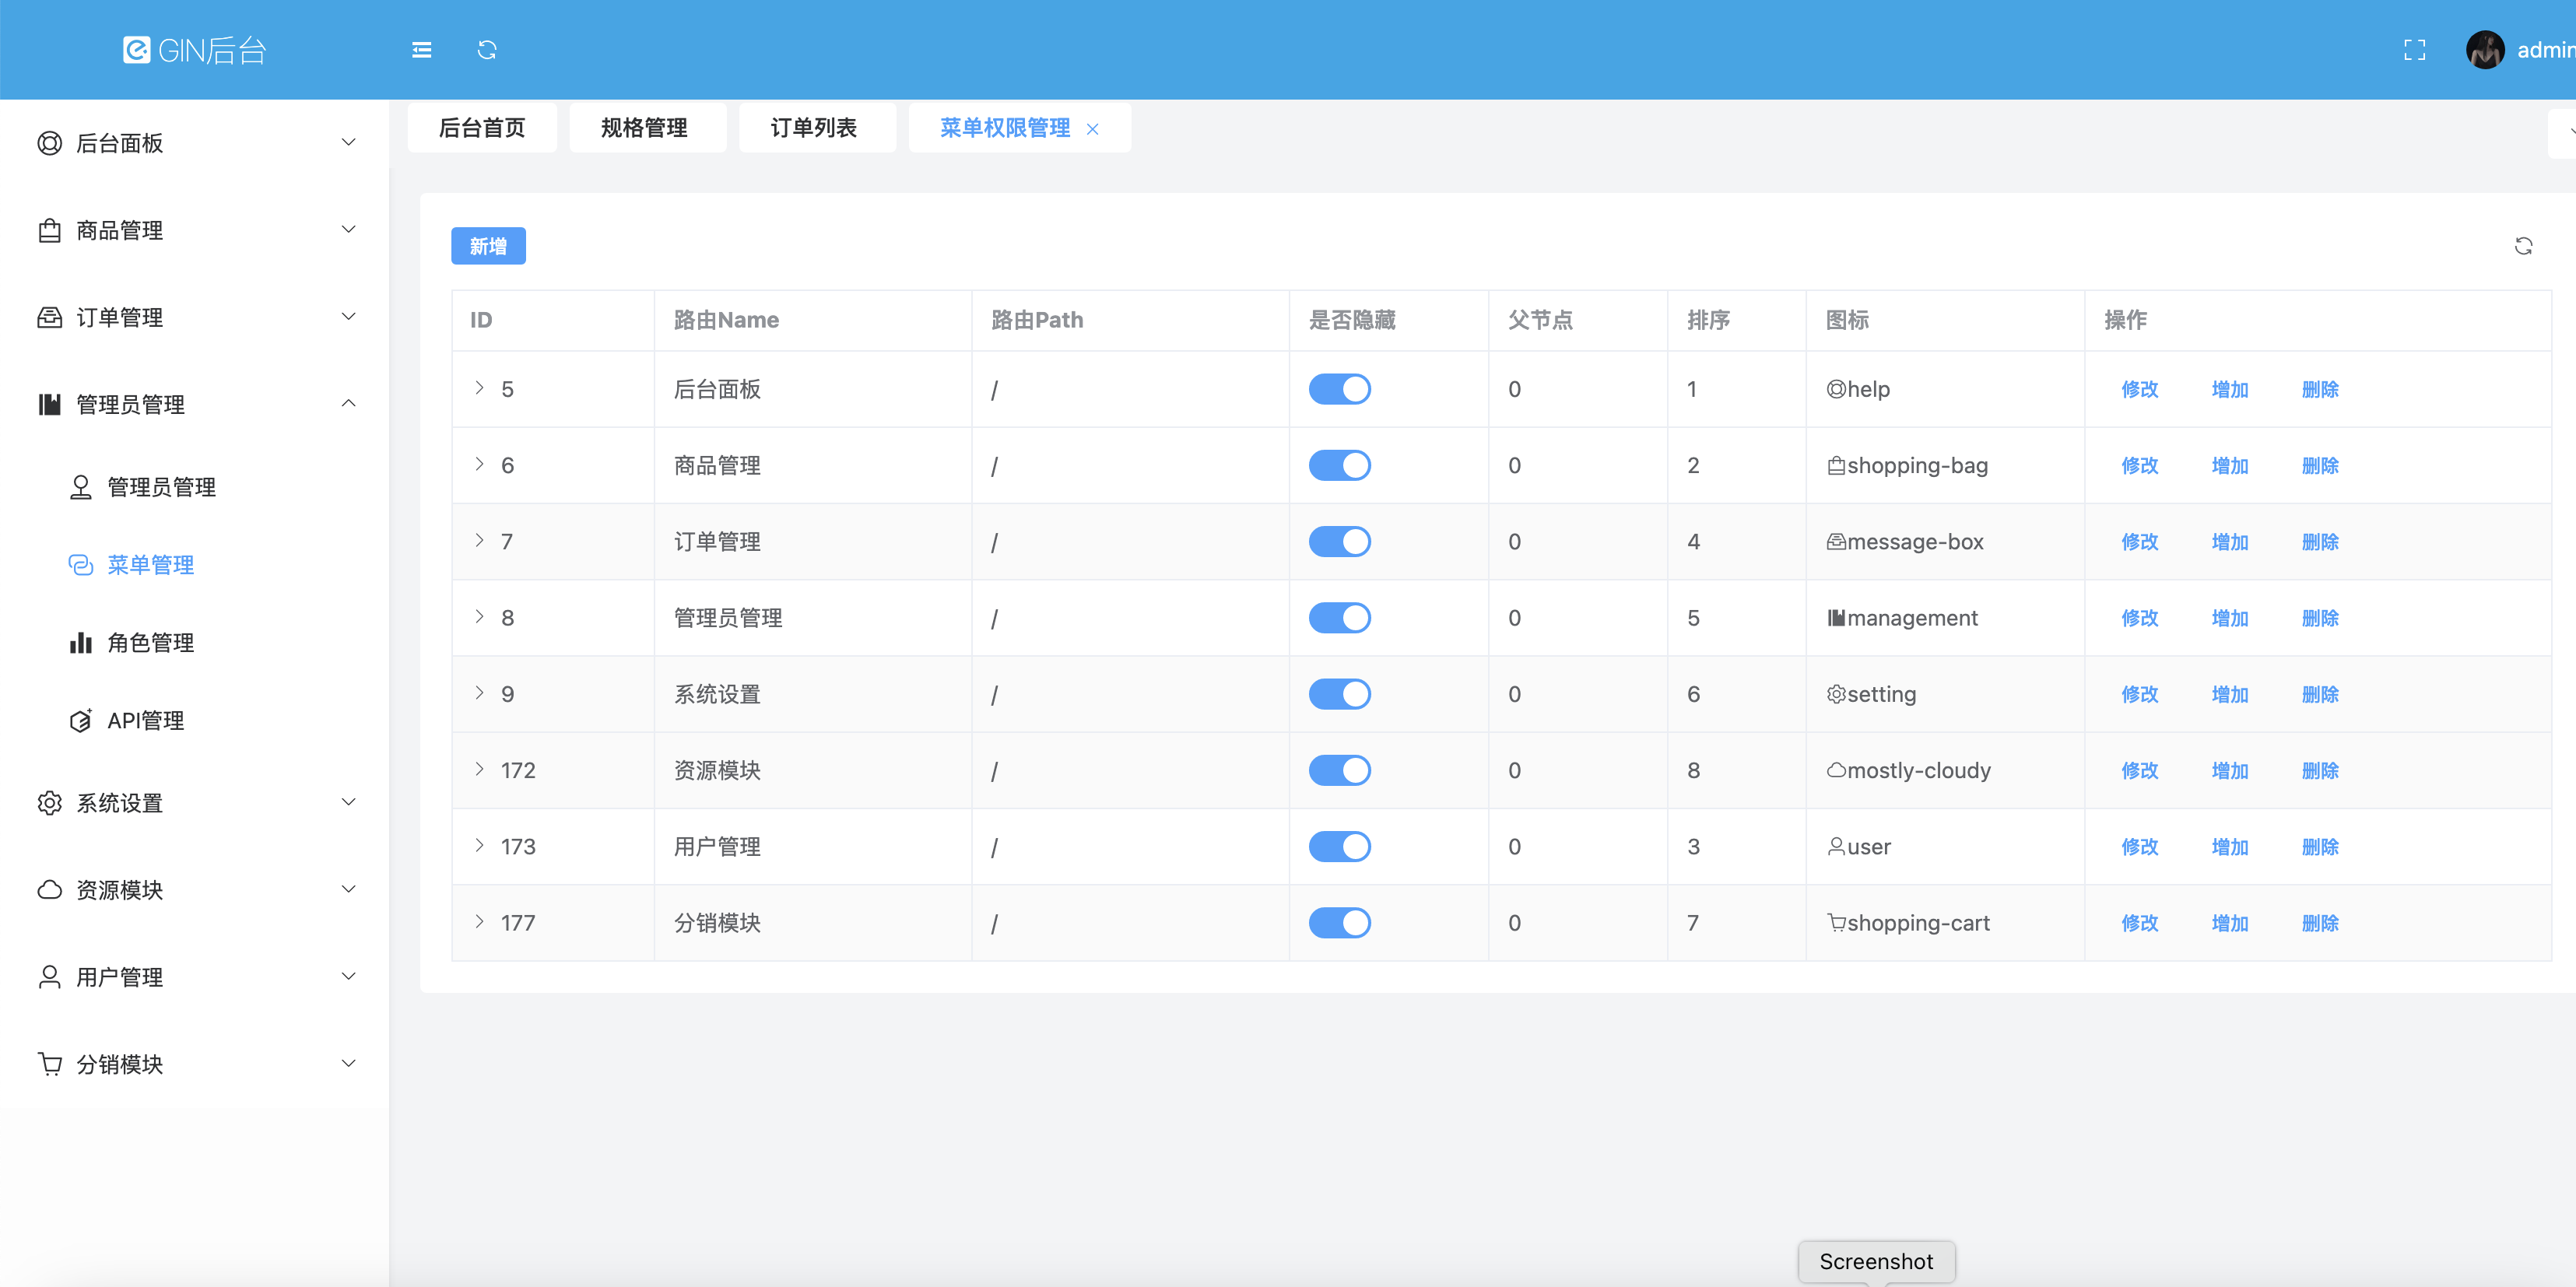 GIN后台
admin
后台首页 规格管理 订单列表 菜单权限管理
后台面板
商品管理
订单管理
管理员管理
管理员管理
菜单管理
角色管理
API管理
系统设置
资源模块
用户管理
分销模块
新增
ID 路由Name 路由Path 是否隐藏 父节点 排序 图标 操作
5 后台面板 / 0 1 help 修改 增加 删除
6 商品管理 / 0 2 shopping-bag 修改 增加 删除
7 订单管理 / 0 4 message-box 修改 增加 删除
8 管理员管理 / 0 5 management 修改 增加 删除
9 系统设置 / 0 6 setting 修改 增加 删除
172 资源模块 / 0 8 mostly-cloudy 修改 增加 删除
173 用户管理 / 0 3 user 修改 增加 删除
177 分销模块 / 0 7 shopping-cart 修改 增加 删除
Screenshot